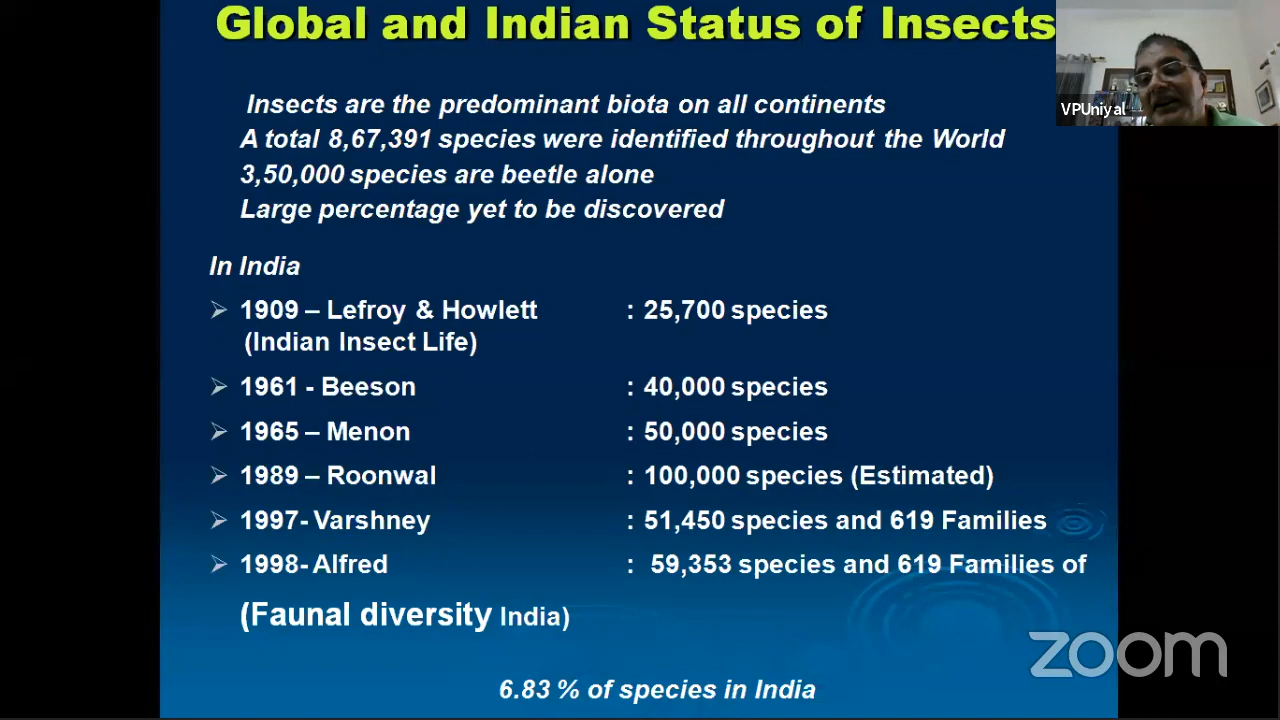 Global and Indian Status of Insects
VPUniyal
Insects are the predominant biota on all continents
A total 8,67,391 species were identified throughout the World
3,50,000 species are beetle alone
Large percentage yet to be discovered
In India
➢ 1909 – Lefroy & Howlett : 25,700 species
(Indian Insect Life)
➢ 1961 - Beeson : 40,000 species
➢ 1965 – Menon : 50,000 species
➢ 1989 – Roonwal : 100,000 species (Estimated)
➢ 1997- Varshney : 51,450 species and 619 Families
➢ 1998- Alfred : 59,353 species and 619 Families of
(Faunal diversity India)
zoom
6.83 % of species in India